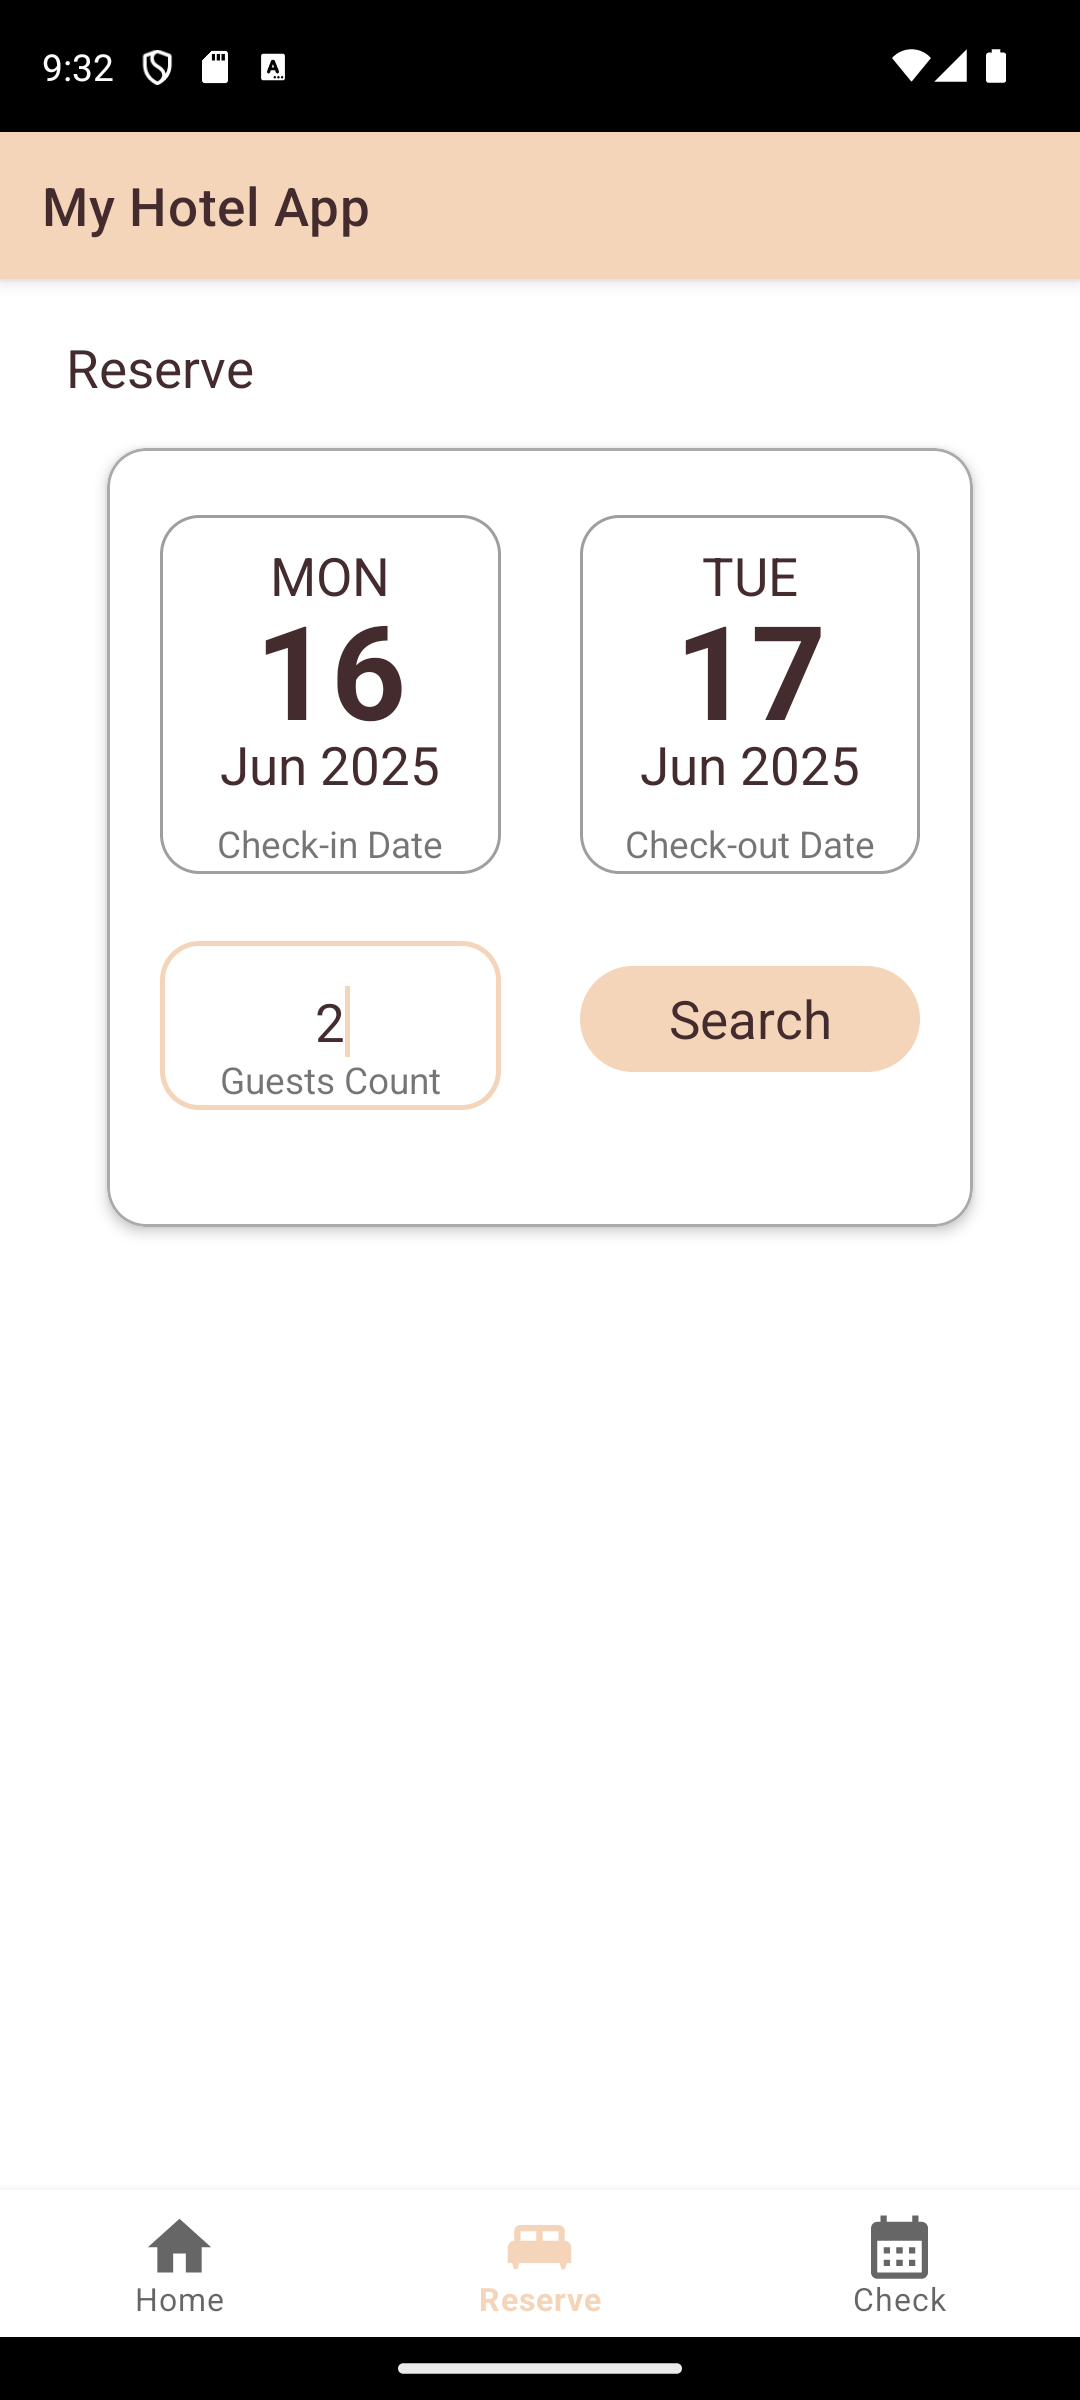 9:32
My Hotel App
Reserve
MON
16
Jun 2025
Check-in Date
TUE
17
Jun 2025
Check-out Date
2
Guests Count
Search
Home
Reserve
Check